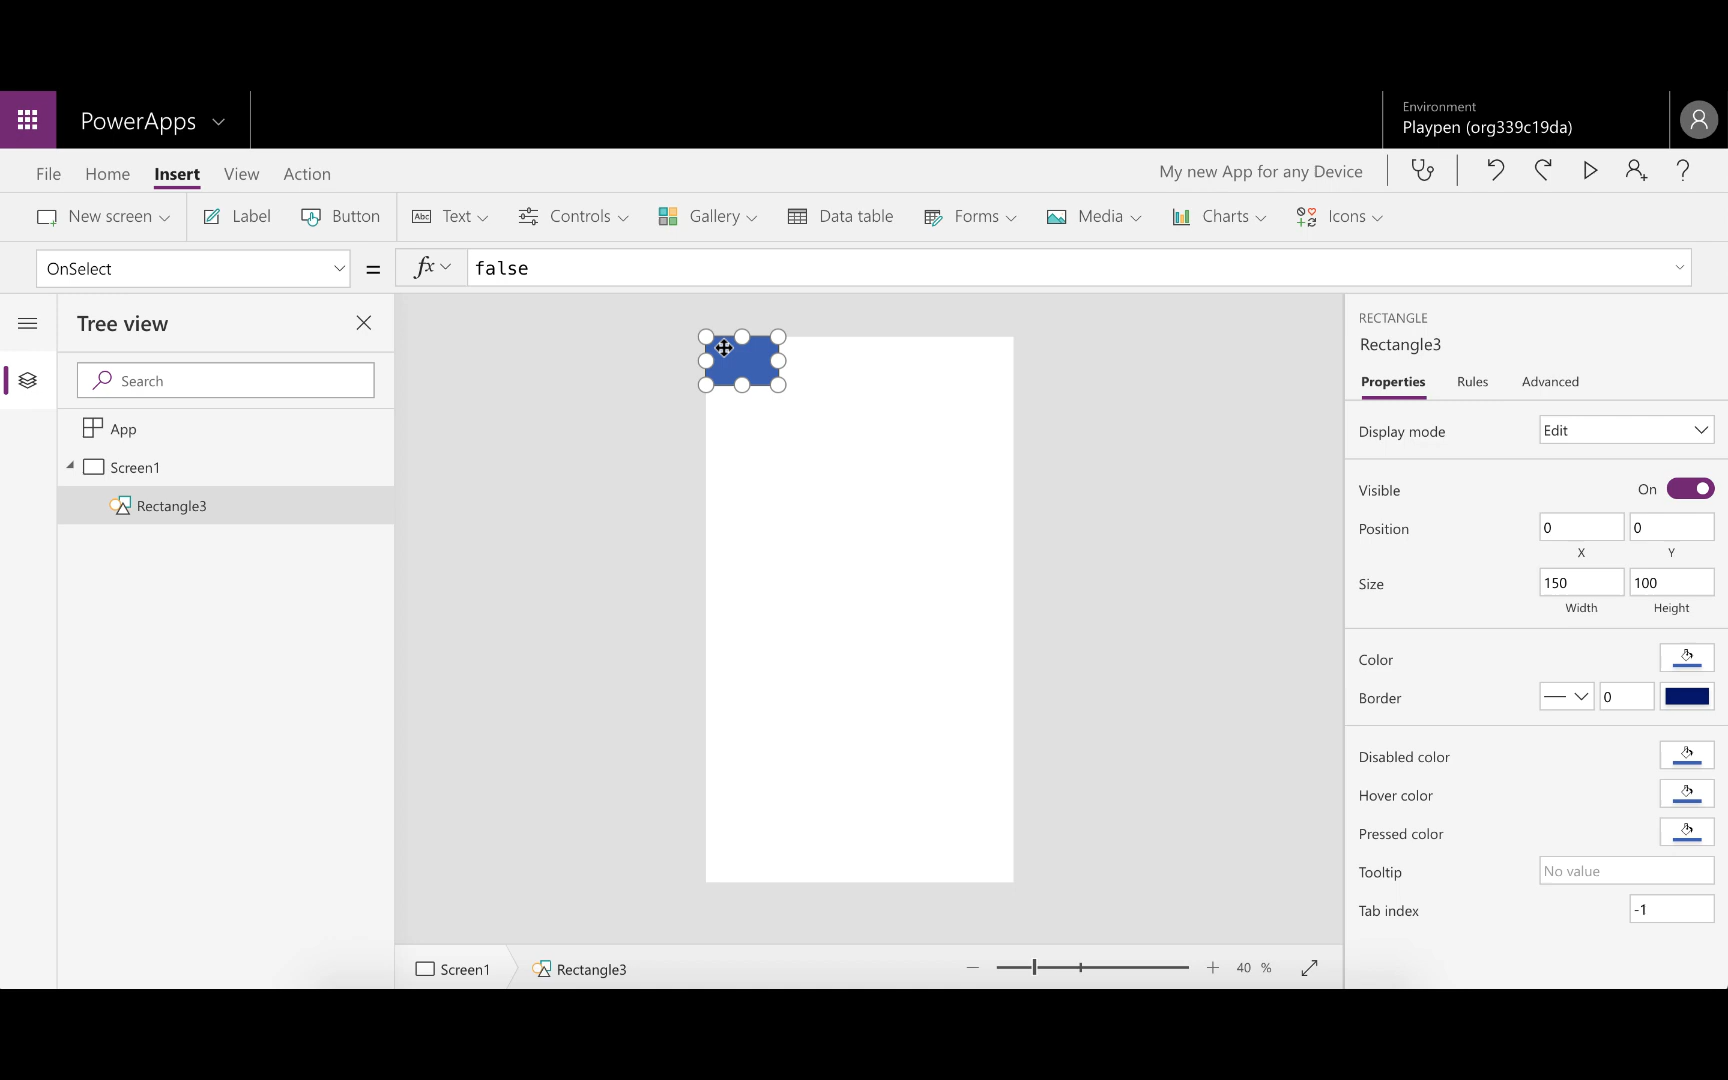 PowerApps
Environment
Playpen (org339c19da)
File Home Insert View Action
My new App for any Device
New screen Label Button Abc Text Controls Gallery Data table Forms Media Charts Icons
OnSelect = fx false
Tree view
Search
App
Screen1
Rectangle3
RECTANGLE
Rectangle3
Properties Rules Advanced
Display mode Edit
Visible On
Position 0 0
X Y
Size 150 100
Width Height
Color
Border 0
Disabled color
Hover color
Pressed color
Tooltip No value
Tab index -1
Screen1 Rectangle3 40 %